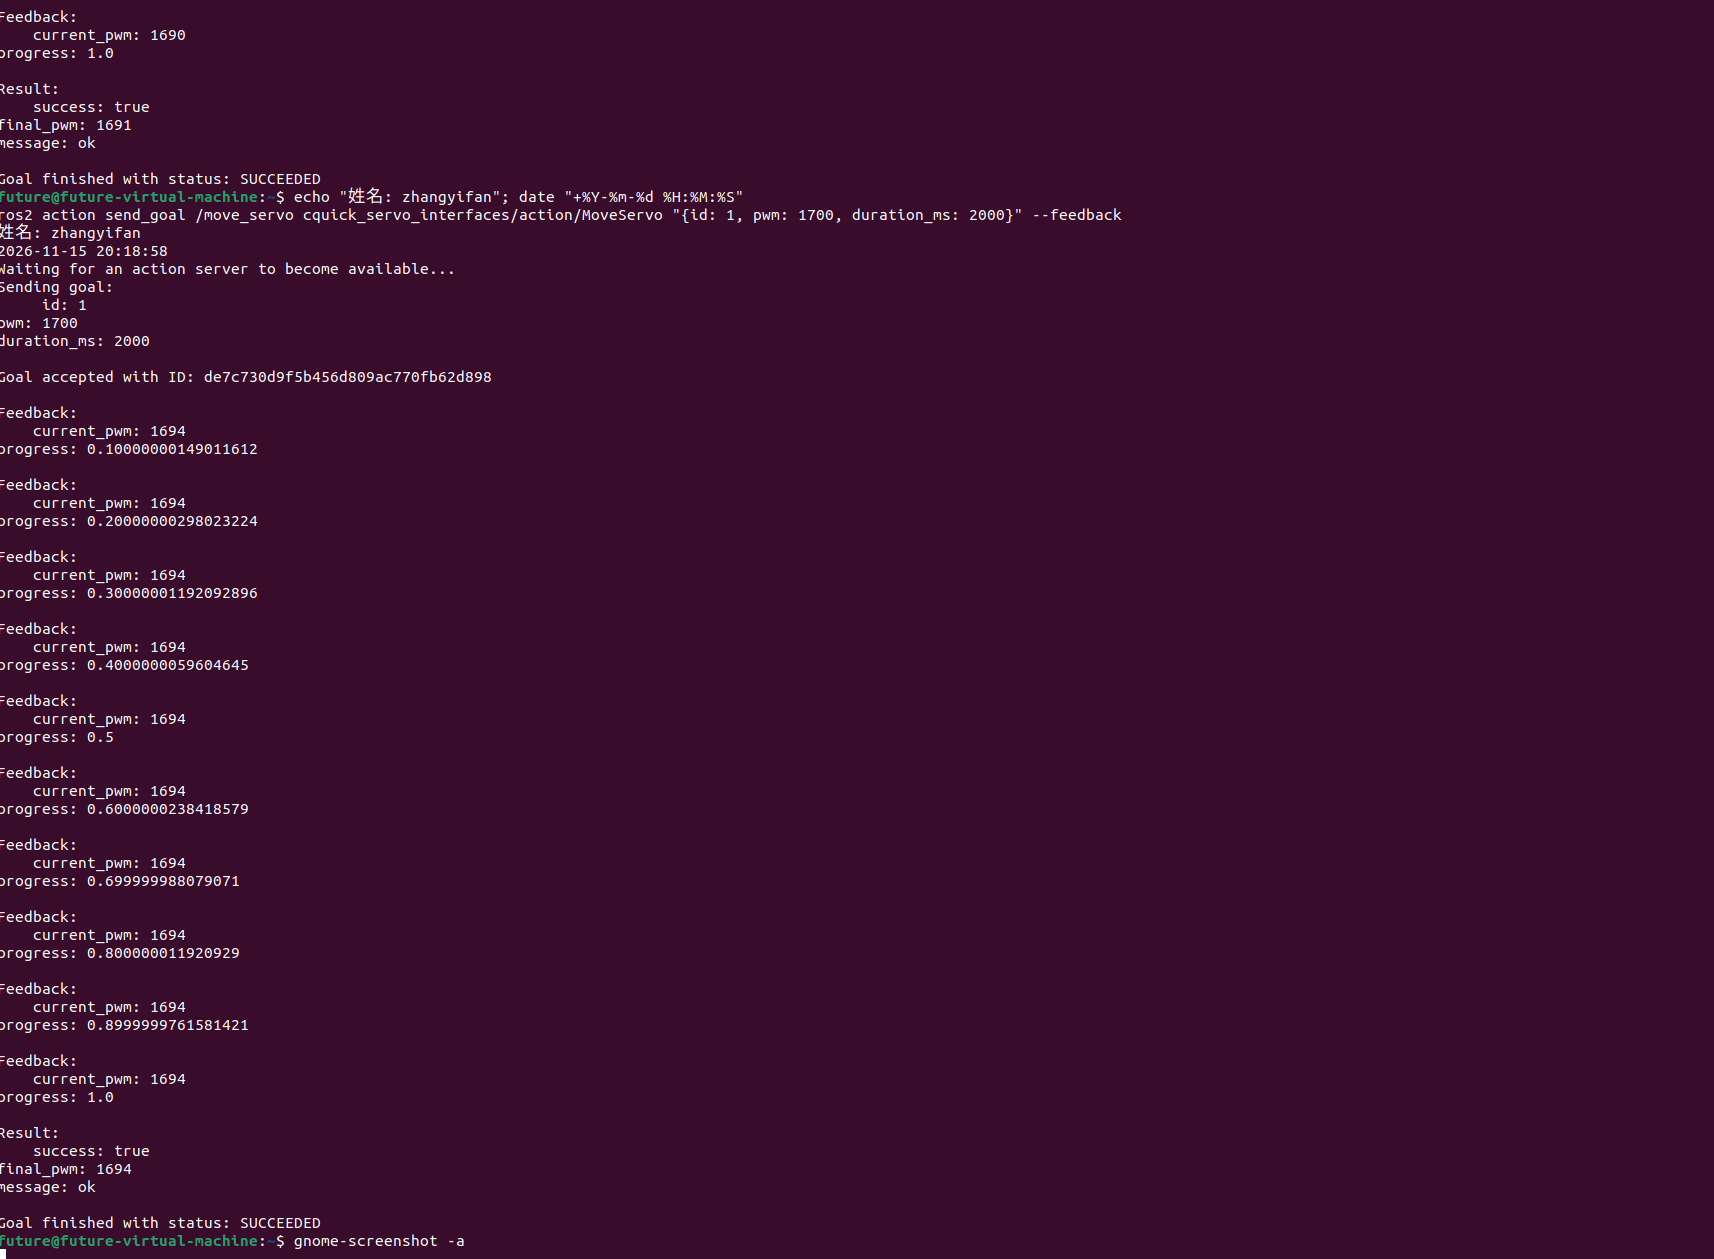 Feedback:
    current_pwm: 1690
progress: 1.0

Result:
    success: true
final_pwm: 1691
message: ok

Goal finished with status: SUCCEEDED
future@future-virtual-machine:~$ echo "姓名: zhangyifan"; date "+%Y-%m-%d %H:%M:%S"
ros2 action send_goal /move_servo cquick_servo_interfaces/action/MoveServo "{id: 1, pwm: 1700, duration_ms: 2000}" --feedback
姓名: zhangyifan
2026-11-15 20:18:58
Waiting for an action server to become available...
Sending goal:
     id: 1
pwm: 1700
duration_ms: 2000

Goal accepted with ID: de7c730d9f5b456d809ac770fb62d898

Feedback:
    current_pwm: 1694
progress: 0.10000000149011612

Feedback:
    current_pwm: 1694
progress: 0.20000000298023224

Feedback:
    current_pwm: 1694
progress: 0.30000001192092896

Feedback:
    current_pwm: 1694
progress: 0.4000000059604645

Feedback:
    current_pwm: 1694
progress: 0.5

Feedback:
    current_pwm: 1694
progress: 0.6000000238418579

Feedback:
    current_pwm: 1694
progress: 0.699999988079071

Feedback:
    current_pwm: 1694
progress: 0.800000011920929

Feedback:
    current_pwm: 1694
progress: 0.8999999761581421

Feedback:
    current_pwm: 1694
progress: 1.0

Result:
    success: true
final_pwm: 1694
message: ok

Goal finished with status: SUCCEEDED
future@future-virtual-machine:~$ gnome-screenshot -a